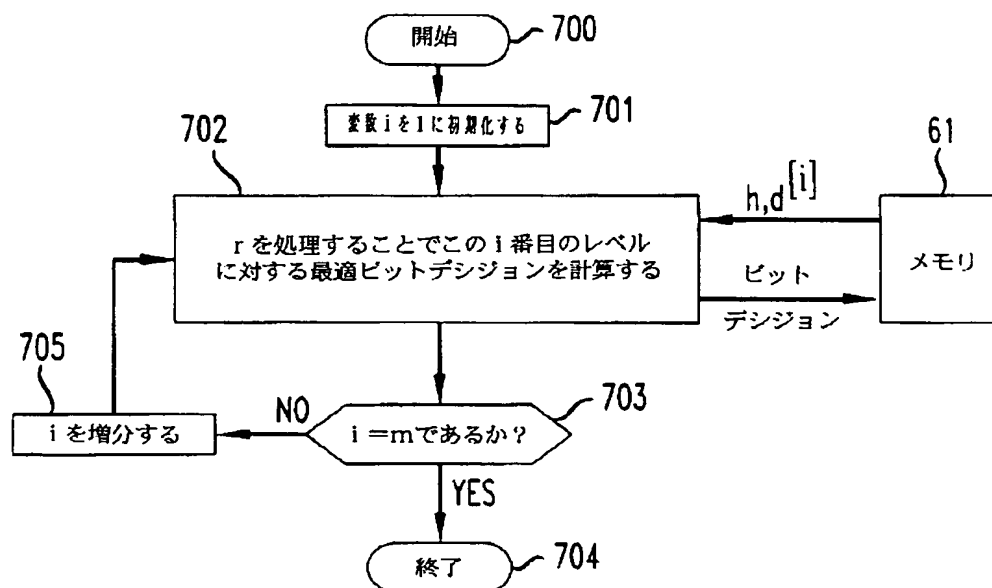 開始
700
変数 i を 1 に初期化する
701
702
r を処理することでこの i 番目のレベル
に対する最適ビットデシジョンを計算する
h,d[i]
61
メモリ
ビット
デシジョン
705
i を増分する
NO
i =mであるか？
703
YES
終了
704